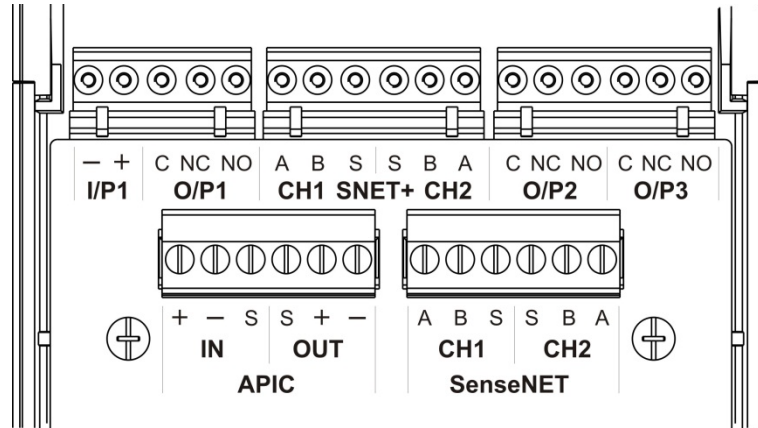 − + C NC NO A B S S B A C NC NO C NC NO
I/P1 O/P1 CH1 SNET+ CH2 O/P2 O/P3
+ − S S + − A B S S B A
IN OUT CH1 CH2
APIC SenseNET